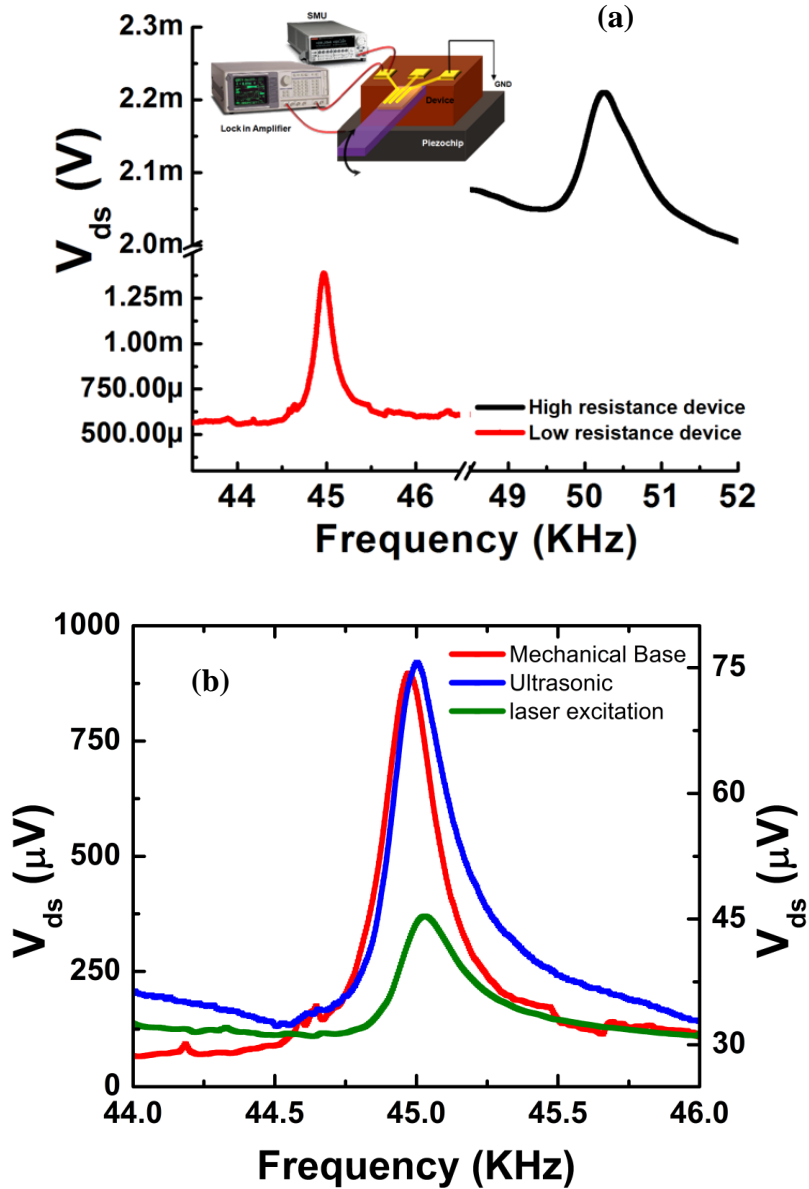 (a)
SMU
GND
Device
Lock in Amplifier
Piezochip
2.3m
2.2m
2.1m
2.0m
1.25m
1.00m
750.00µ
500.00µ
V_ds (V)
High resistance device
Low resistance device
44 45 46 49 50 51 52
Frequency (KHz)
(b)
Mechanical Base
Ultrasonic
laser excitation
1000
750
500
250
0
V_ds (µV)
75
60
45
30
V_ds (µV)
44.0 44.5 45.0 45.5 46.0
Frequency (KHz)